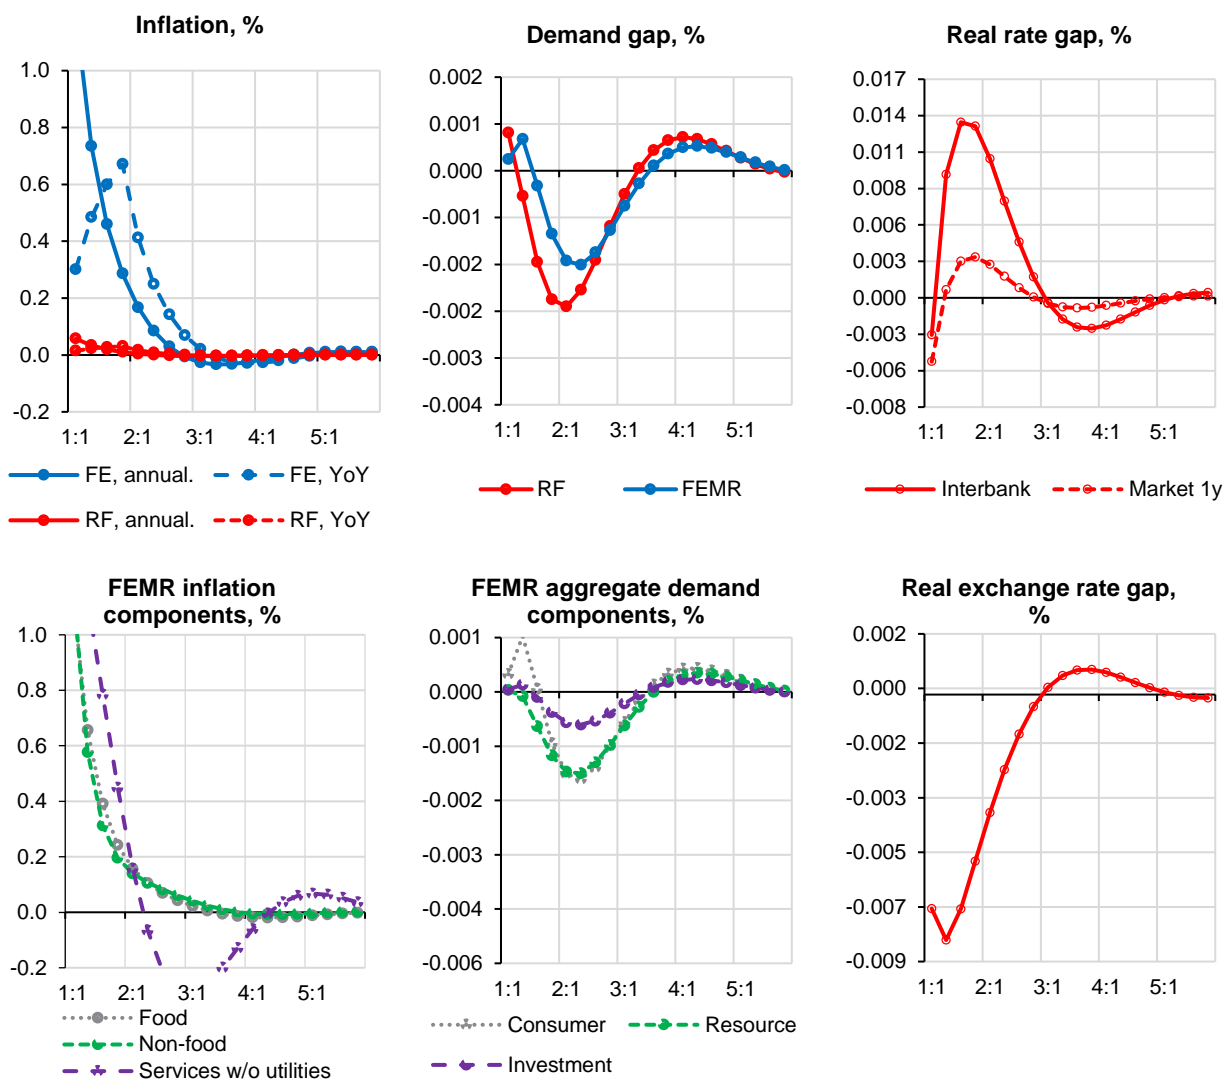 Inflation, %
1.0
0.8
0.6
0.4
0.2
0.0
-0.2
1:1 2:1 3:1 4:1 5:1
FE, annual. FE, YoY
RF, annual. RF, YoY
Demand gap, %
0.002
0.001
0.000
-0.001
-0.002
-0.002
-0.003
-0.004
1:1 2:1 3:1 4:1 5:1
RF FEMR
Real rate gap, %
0.017
0.014
0.011
0.008
0.006
0.003
0.000
-0.003
-0.006
-0.008
1:1 2:1 3:1 4:1 5:1
Interbank Market 1y
FEMR inflation
components, %
1.0
0.8
0.6
0.4
0.2
0.0
-0.2
1:1 2:1 3:1 4:1 5:1
Food
Non-food
Services w/o utilities
FEMR aggregate demand
components, %
0.001
0.000
-0.001
-0.002
-0.003
-0.004
-0.006
1:1 2:1 3:1 4:1 5:1
Consumer Resource
Investment
Real exchange rate gap,
%
0.002
0.000
-0.002
-0.003
-0.005
-0.007
-0.009
1:1 2:1 3:1 4:1 5:1